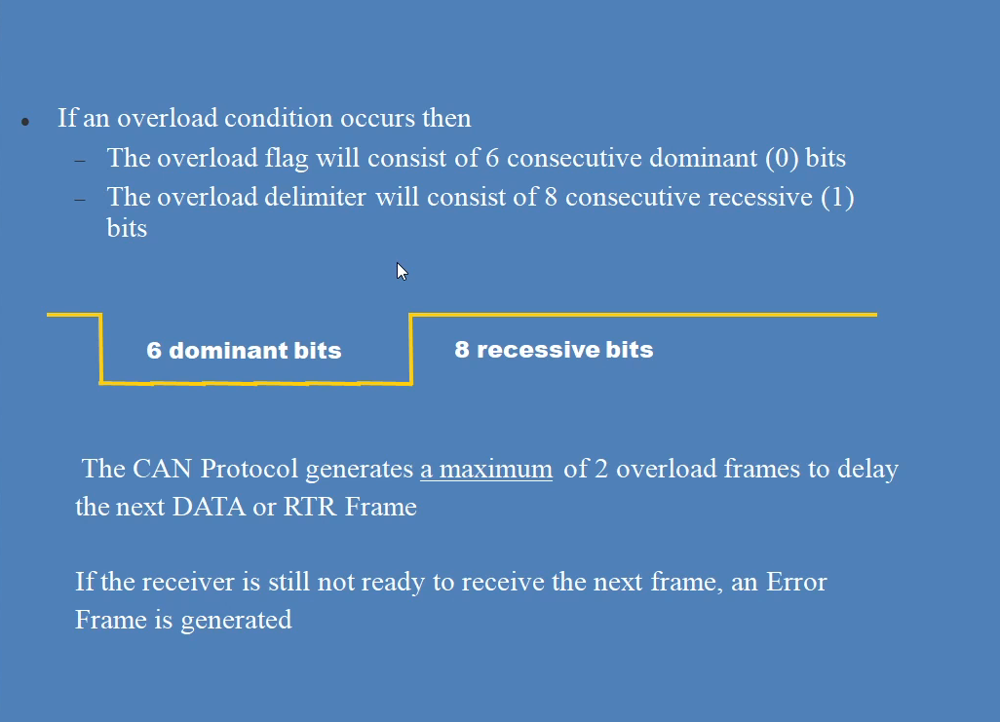 If an overload condition occurs then
The overload flag will consist of 6 consecutive dominant (0) bits
The overload delimiter will consist of 8 consecutive recessive (1)
bits
6 dominant bits
8 recessive bits
The CAN Protocol generates a maximum of 2 overload frames to delay
the next DATA or RTR Frame
If the receiver is still not ready to receive the next frame, an Error
Frame is generated